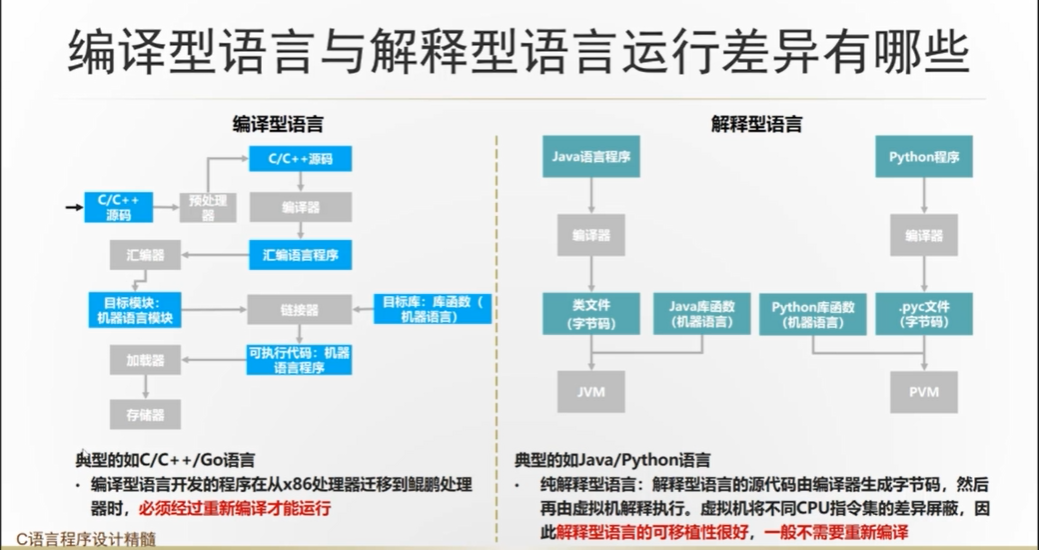 编译型语言与解释型语言运行差异有哪些
编译型语言
C/C++源码
C/C++
源码
预处理
器
编译器
汇编器
汇编语言程序
目标模块：
机器语言模块
链接器
目标库：库函数（
机器语言）
加载器
可执行代码：机器
语言程序
存储器
典型的如C/C++/Go语言
· 编译型语言开发的程序在从x86处理器迁移到鲲鹏处理
器时，必须经过重新编译才能运行
解释型语言
Java语言程序
Python程序
编译器
编译器
类文件
（字节码）
Java库函数
（机器语言）
Python库函数
（机器语言）
.pyc文件
（字节码）
JVM
PVM
典型的如Java/Python语言
· 纯解释型语言：解释型语言的源代码由编译器生成字节码，然后
再由虚拟机解释执行。虚拟机将不同CPU指令集的差异屏蔽，因
此解释型语言的可移植性很好，一般不需要重新编译
C语言程序设计精髓